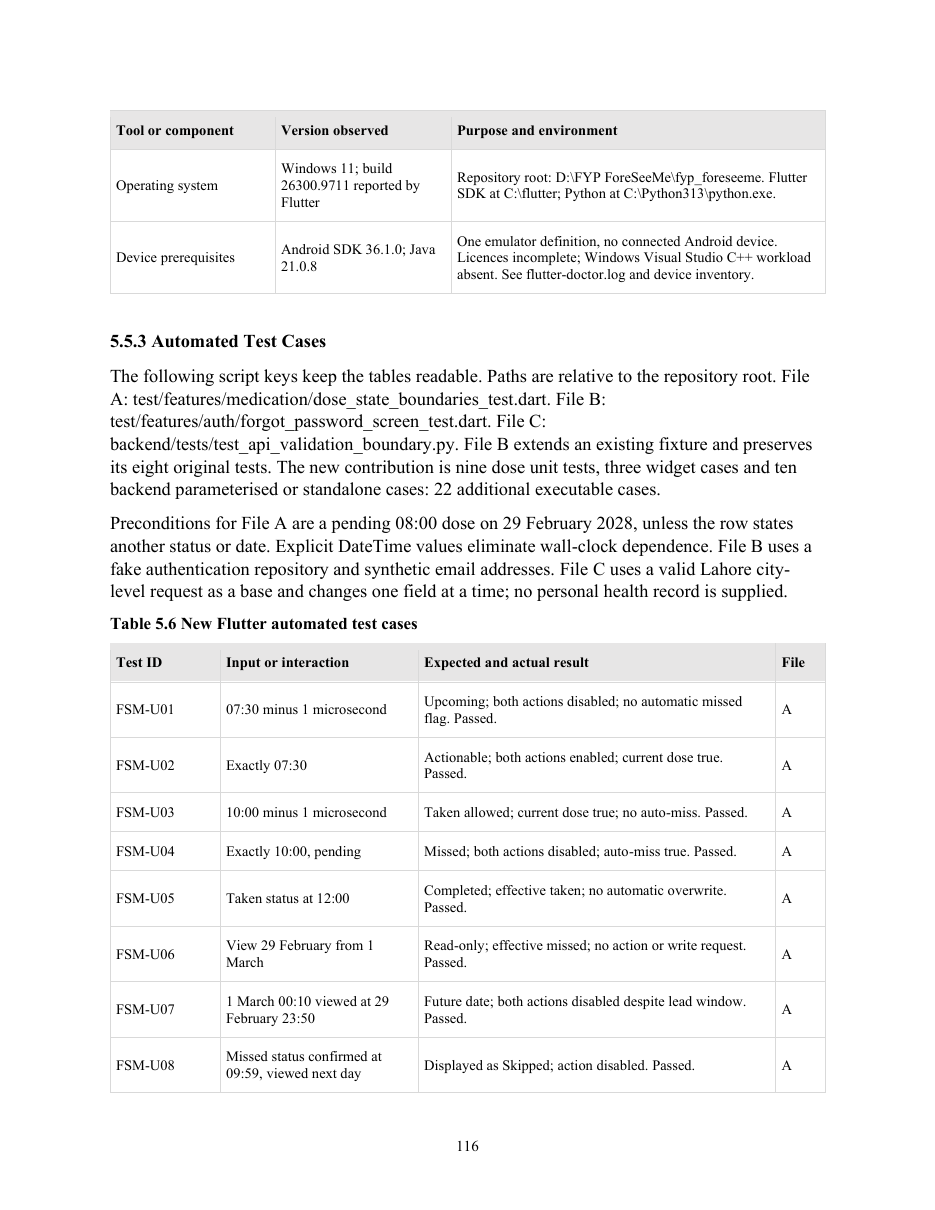 Tool or component Version observed Purpose and environment
Operating system
Windows 11; build
26300.9711 reported by
Flutter
Repository root: D:\FYP ForeSeeMe\fyp_foreseeme. Flutter
SDK at C:\flutter; Python at C:\Python313\python.exe.
Device prerequisites
Android SDK 36.1.0; Java
21.0.8
One emulator definition, no connected Android device.
Licences incomplete; Windows Visual Studio C++ workload
absent. See flutter-doctor.log and device inventory.
5.5.3 Automated Test Cases
The following script keys keep the tables readable. Paths are relative to the repository root. File
A: test/features/medication/dose_state_boundaries_test.dart. File B:
test/features/auth/forgot_password_screen_test.dart. File C:
backend/tests/test_api_validation_boundary.py. File B extends an existing fixture and preserves
its eight original tests. The new contribution is nine dose unit tests, three widget cases and ten
backend parameterised or standalone cases: 22 additional executable cases.
Preconditions for File A are a pending 08:00 dose on 29 February 2028, unless the row states
another status or date. Explicit DateTime values eliminate wall-clock dependence. File B uses a
fake authentication repository and synthetic email addresses. File C uses a valid Lahore city-
level request as a base and changes one field at a time; no personal health record is supplied.
Table 5.6 New Flutter automated test cases
Test ID Input or interaction Expected and actual result File
FSM-U01 07:30 minus 1 microsecond
Upcoming; both actions disabled; no automatic missed
flag. Passed.
A
FSM-U02 Exactly 07:30
Actionable; both actions enabled; current dose true.
Passed.
A
FSM-U03 10:00 minus 1 microsecond Taken allowed; current dose true; no auto-miss. Passed. A
FSM-U04 Exactly 10:00, pending Missed; both actions disabled; auto-miss true. Passed. A
FSM-U05 Taken status at 12:00
Completed; effective taken; no automatic overwrite.
Passed.
A
FSM-U06
View 29 February from 1
March
Read-only; effective missed; no action or write request.
Passed.
A
FSM-U07
1 March 00:10 viewed at 29
February 23:50
Future date; both actions disabled despite lead window.
Passed.
A
FSM-U08
Missed status confirmed at
09:59, viewed next day
Displayed as Skipped; action disabled. Passed.
A
116